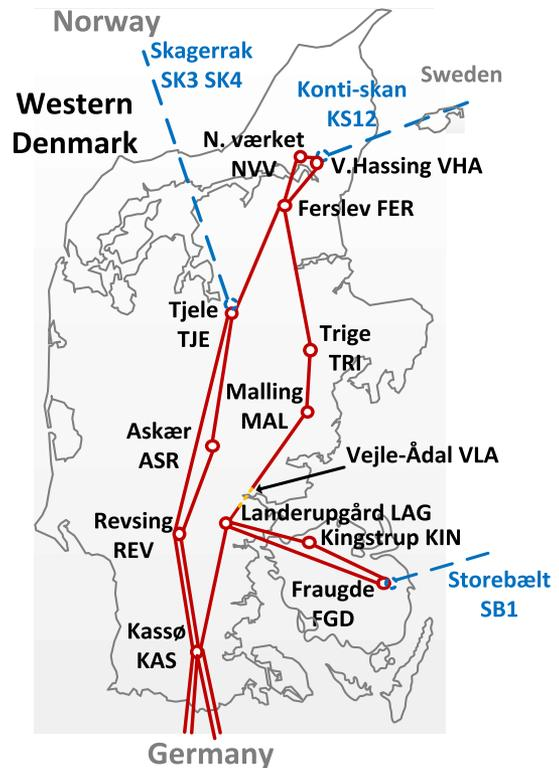 Norway
Skagerrak
SK3 SK4
Sweden
Konti-skan
KS12
Western
Denmark
N. værket
NVV
V.Hassing VHA
Ferslev FER
Tjele
TJE
Trige
TRI
Malling
MAL
Askær
ASR
Vejle-Ådal VLA
Landerupgård LAG
Revsing
REV
Kingstrup KIN
Storebælt
SB1
Fraugde
FGD
Kassø
KAS
Germany